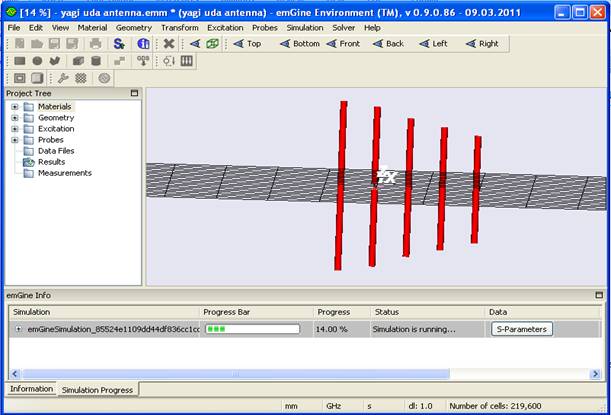 [14 %] - yagi uda antenna.emm * (yagi uda antenna) - emGine Environment (TM), v 0.9.0.86 - 09.03.2011
File Edit View Material Geometry Transform Excitation Probes Simulation Solver Help
Top Bottom Front Back Left Right
Project Tree
Materials
Geometry
Excitation
Probes
Data Files
Results
Measurements
emGine Info
Simulation Progress Bar Progress Status Data
emGineSimulation_85524e1109dd44df836cc1cc 14.00 % Simulation is running... S-Parameters
Information Simulation Progress
mm GHz s dl: 1.0 Number of cells: 219,600